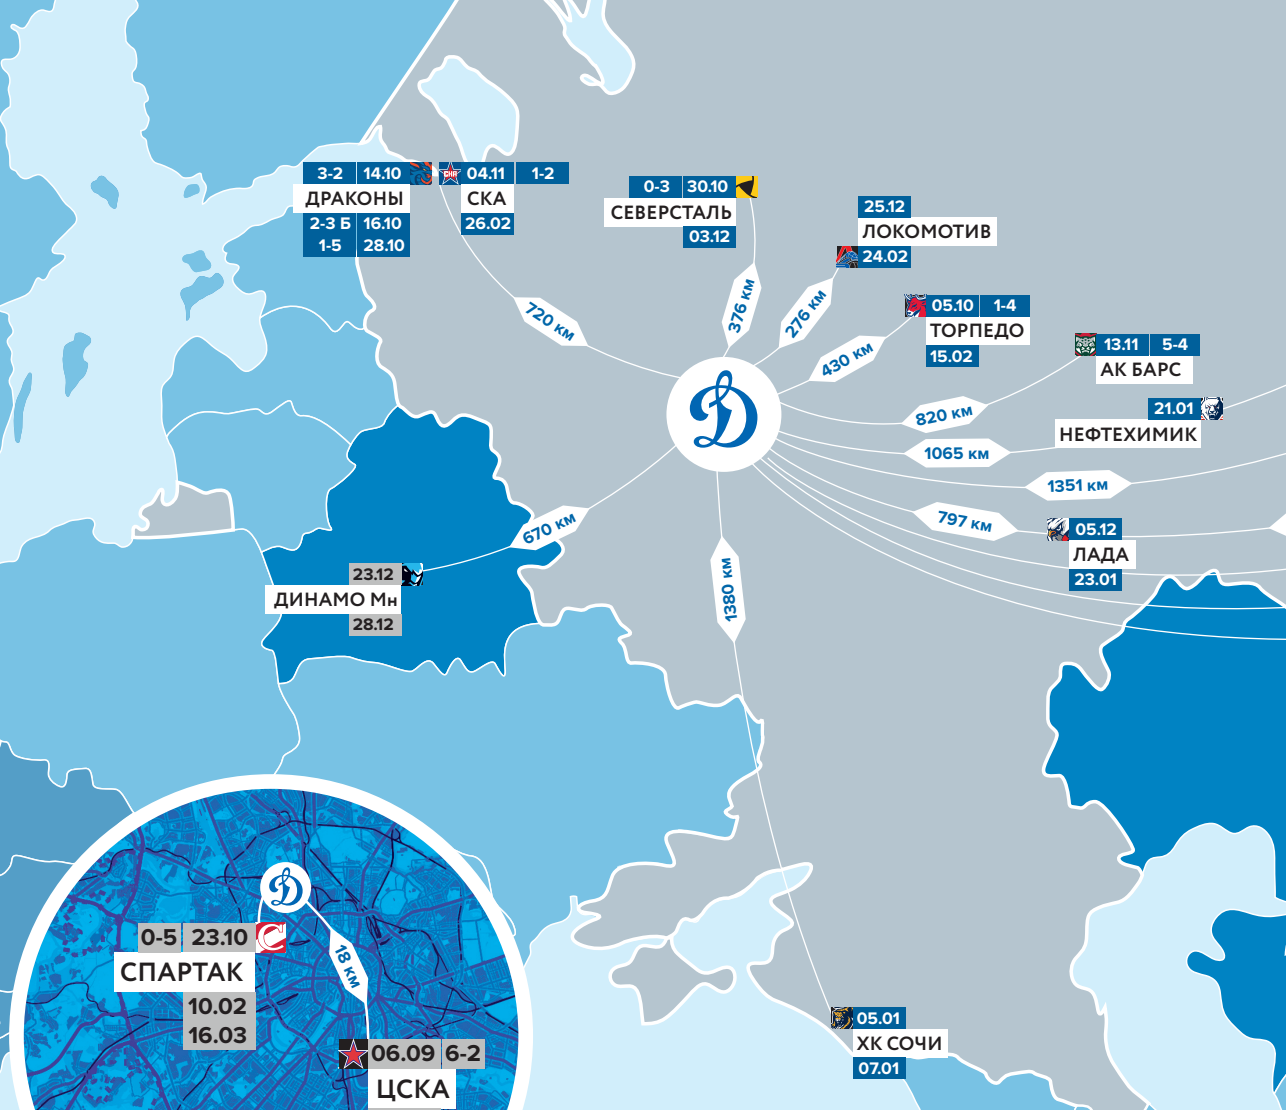 3-2 14.10
ДРАКОНЫ
2-3 Б 16.10
1-5 28.10
СКА 04.11 1-2
СКА
26.02
0-3 30.10
СЕВЕРСТАЛЬ
03.12
25.12
ЛОКОМОТИВ
24.02
05.10 1-4
ТОРПЕДО
15.02
13.11 5-4
АК БАРС
21.01
НЕФТЕХИМИК
720 км
376 км
276 км
430 км
820 км
1065 км
1351 км
797 км
670 км
1380 км
Д
05.12
ЛАДА
23.01
23.12
ДИНАМО Мн
28.12
Д
0-5 23.10
С
СПАРТАК
10.02
16.03
18 км
06.09 6-2
ЦСКА
05.01
ХК СОЧИ
07.01